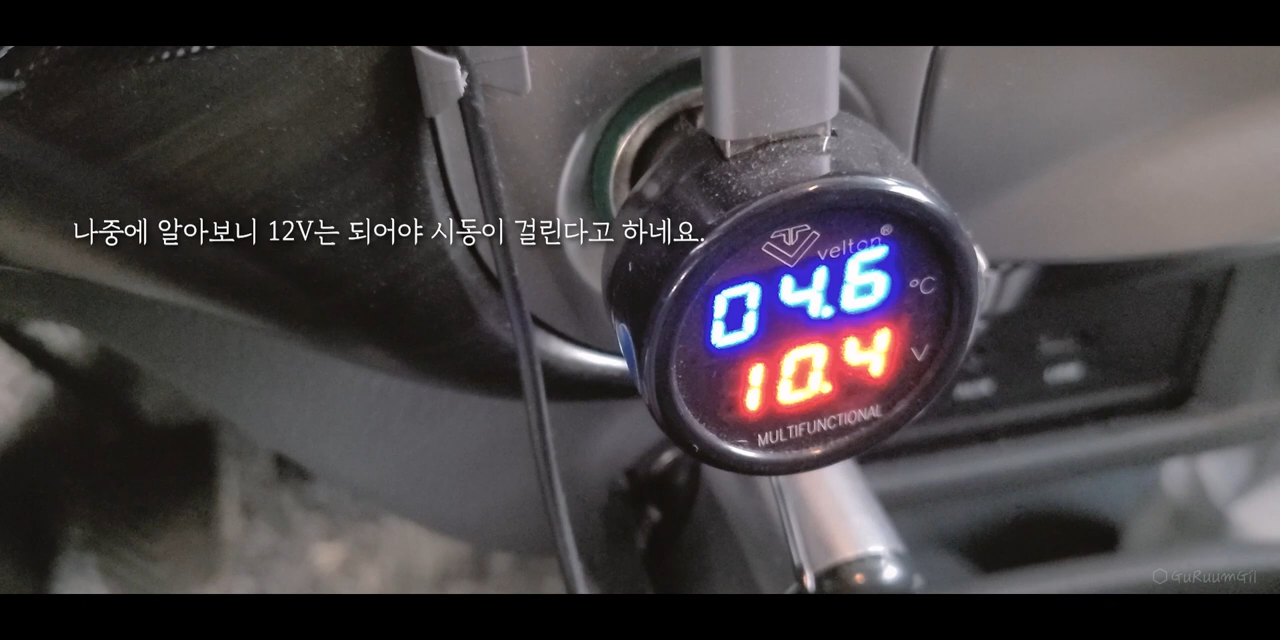 나중에 알아보니 12V는 되어야 시동이 걸린다고 하네요.
velton®
04.6 °C
10.4 V
MULTIFUNCTIONAL
GuRuumGil